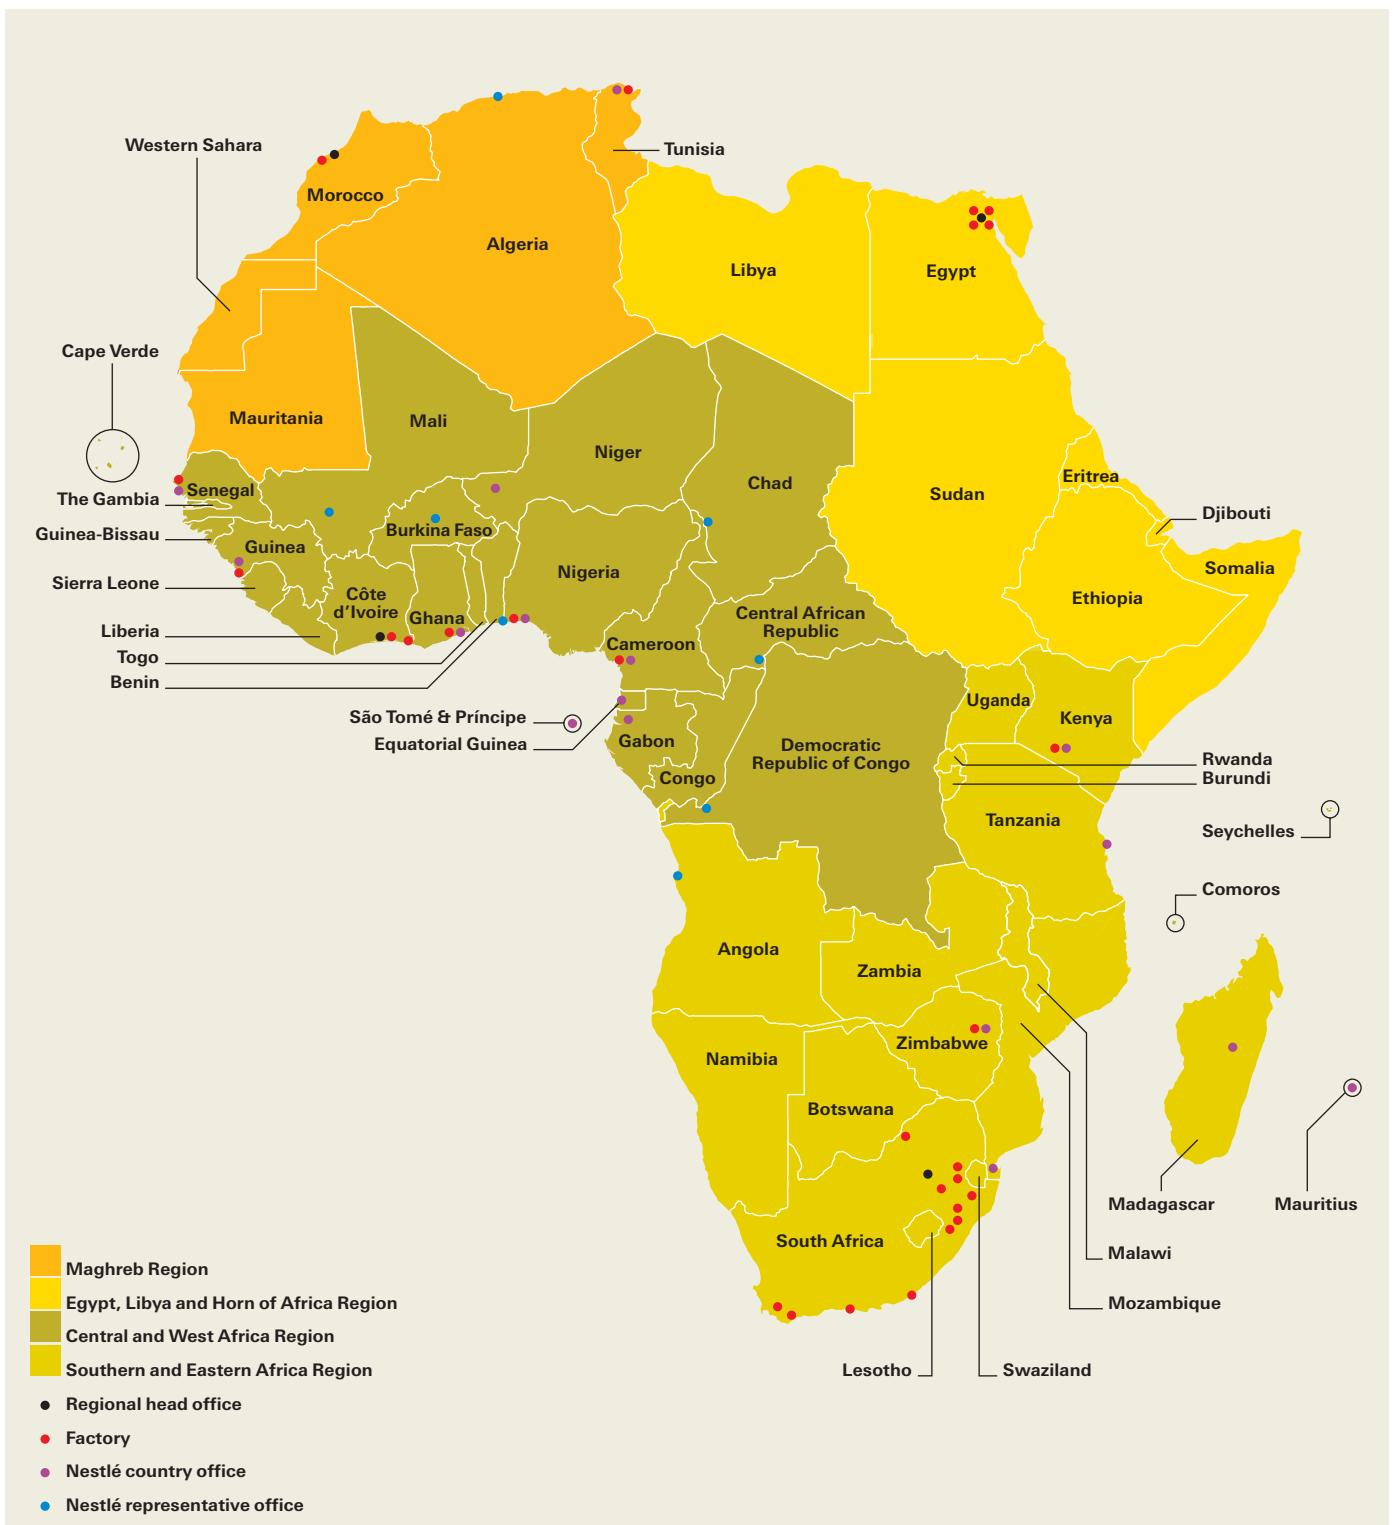 Western Sahara
Tunisia
Morocco
Algeria
Libya
Egypt
Cape Verde
Mauritania
Mali
Niger
Chad
Sudan
Eritrea
Senegal
The Gambia
Djibouti
Burkina Faso
Guinea-Bissau
Guinea
Nigeria
Somalia
Sierra Leone
Côte
d'Ivoire
Ghana
Ethiopia
Central African
Republic
Liberia
Cameroon
Togo
Benin
Uganda
São Tomé & Príncipe
Kenya
Equatorial Guinea
Gabon
Democratic
Republic of Congo
Rwanda
Congo
Burundi
Tanzania
Seychelles
Comoros
Angola
Zambia
Zimbabwe
Namibia
Botswana
Madagascar
Mauritius
South Africa
Malawi
Mozambique
Lesotho
Swaziland
Maghreb Region
Egypt, Libya and Horn of Africa Region
Central and West Africa Region
Southern and Eastern Africa Region
Regional head office
Factory
Nestlé country office
Nestlé representative office